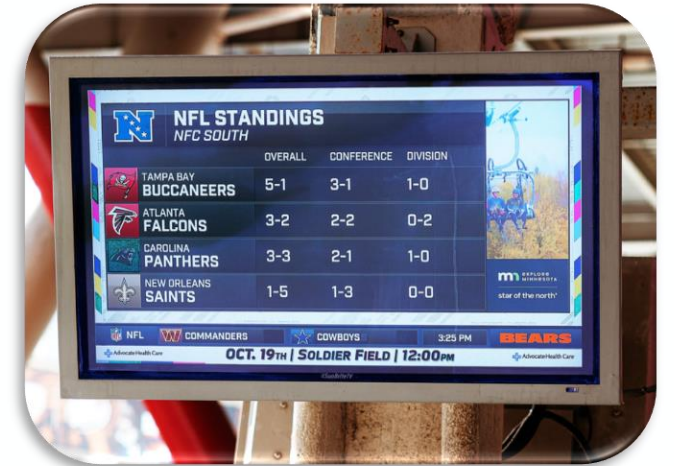 NFL STANDINGS
NFC SOUTH
OVERALL CONFERENCE DIVISION
TAMPA BAY
BUCCANEERS 5-1 3-1 1-0
ATLANTA
FALCONS 3-2 2-2 0-2
CAROLINA
PANTHERS 3-3 2-1 1-0
NEW ORLEANS
SAINTS 1-5 1-3 0-0
mn EXPLORE MINNESOTA
star of the north
NFL COMMANDERS COWBOYS 3:25 PM BEARS
Advocate Health Care OCT. 19TH | SOLDIER FIELD | 12:00PM Advocate Health Care